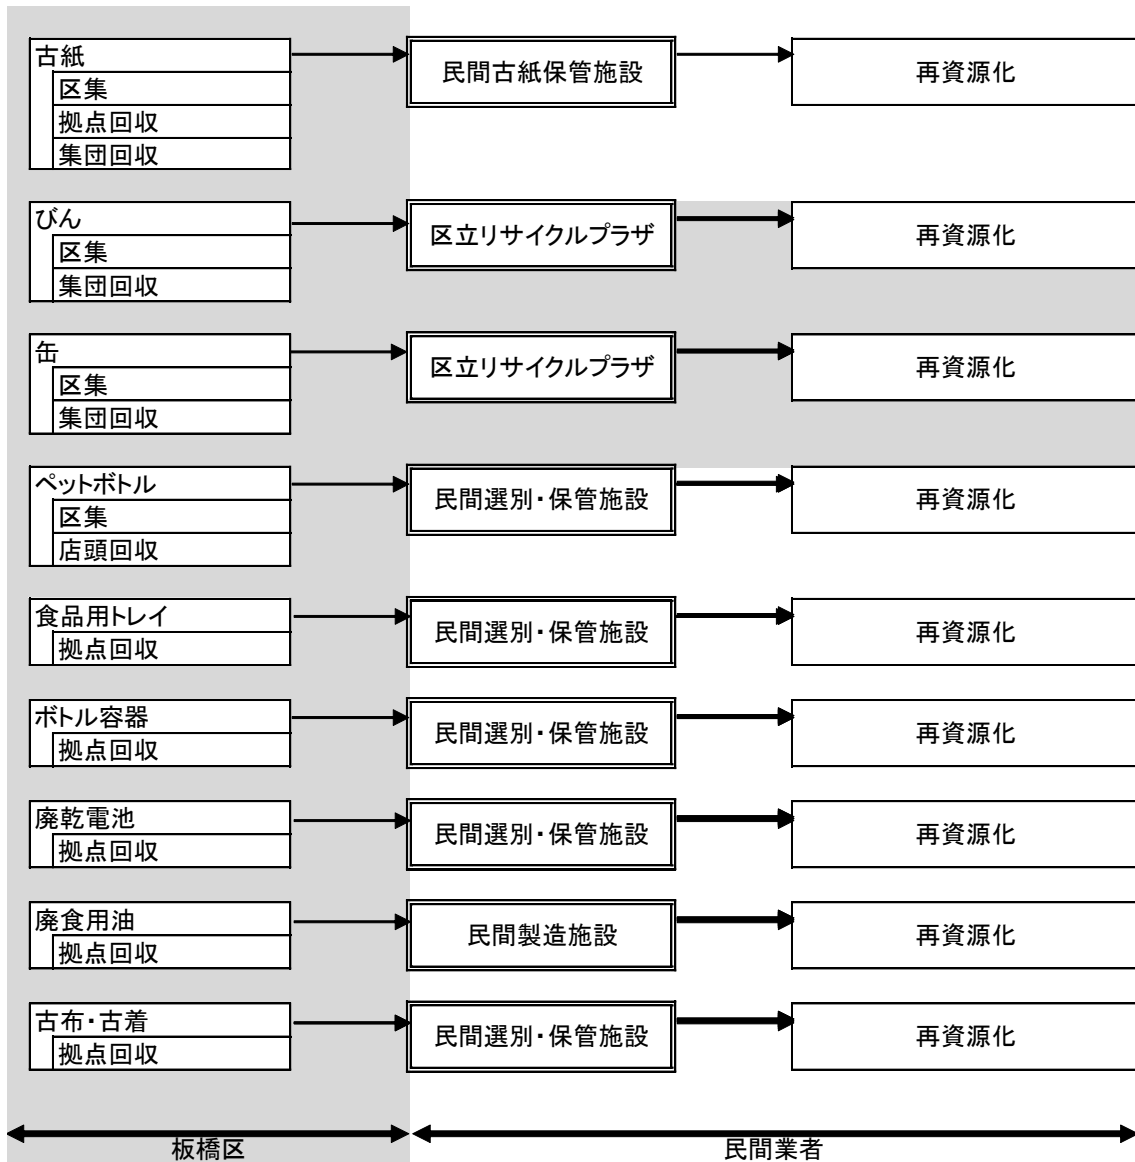 古紙
区集
拠点回収
集団回収
民間古紙保管施設
再資源化
びん
区集
集団回収
区立リサイクルプラザ
再資源化
缶
区集
集団回収
区立リサイクルプラザ
再資源化
ペットボトル
区集
店頭回収
民間選別・保管施設
再資源化
食品用トレイ
拠点回収
民間選別・保管施設
再資源化
ボトル容器
拠点回収
民間選別・保管施設
再資源化
廃乾電池
拠点回収
民間選別・保管施設
再資源化
廃食用油
拠点回収
民間製造施設
再資源化
古布・古着
拠点回収
民間選別・保管施設
再資源化
板橋区
民間業者